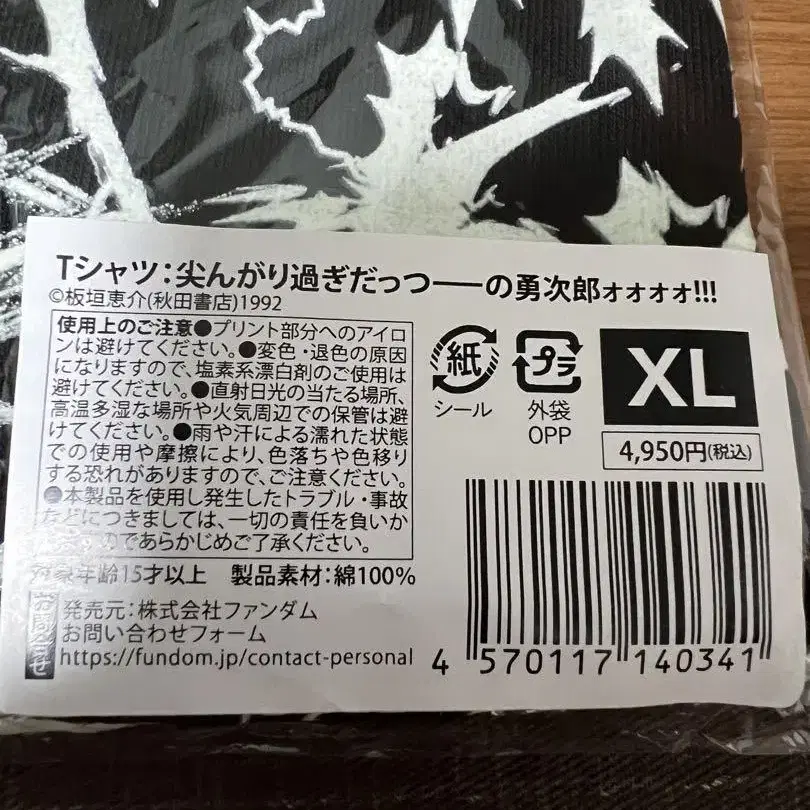 Tシャツ：尖んがり過ぎだっつ――の勇次郎ォォォォ!!!
©板垣恵介(秋田書店)1992
使用上のご注意●プリント部分へのアイロ
ンは避けてください。●変色・退色の原因
になりますので、塩素系漂白剤のご使用は
避けてください。●直射日光の当たる場所、
高温多湿な場所や火気周辺での保管は避
けてください。●雨や汗による濡れた状態
での使用や摩擦により、色落ちや色移り
する恐れがありますので、ご注意ください。
●本製品を使用し発生したトラブル・事故
などにつきましては、一切の責任を負いか
ますのであらかじめご了承ください。
対象年齢15才以上 製品素材：綿100%
お問合せ
発売元：株式会社ファンダム
お問い合わせフォーム
https://fundom.jp/contact-personal
紙
シール
プラ
外袋
OPP
XL
4,950円(税込)
4 570117 140341